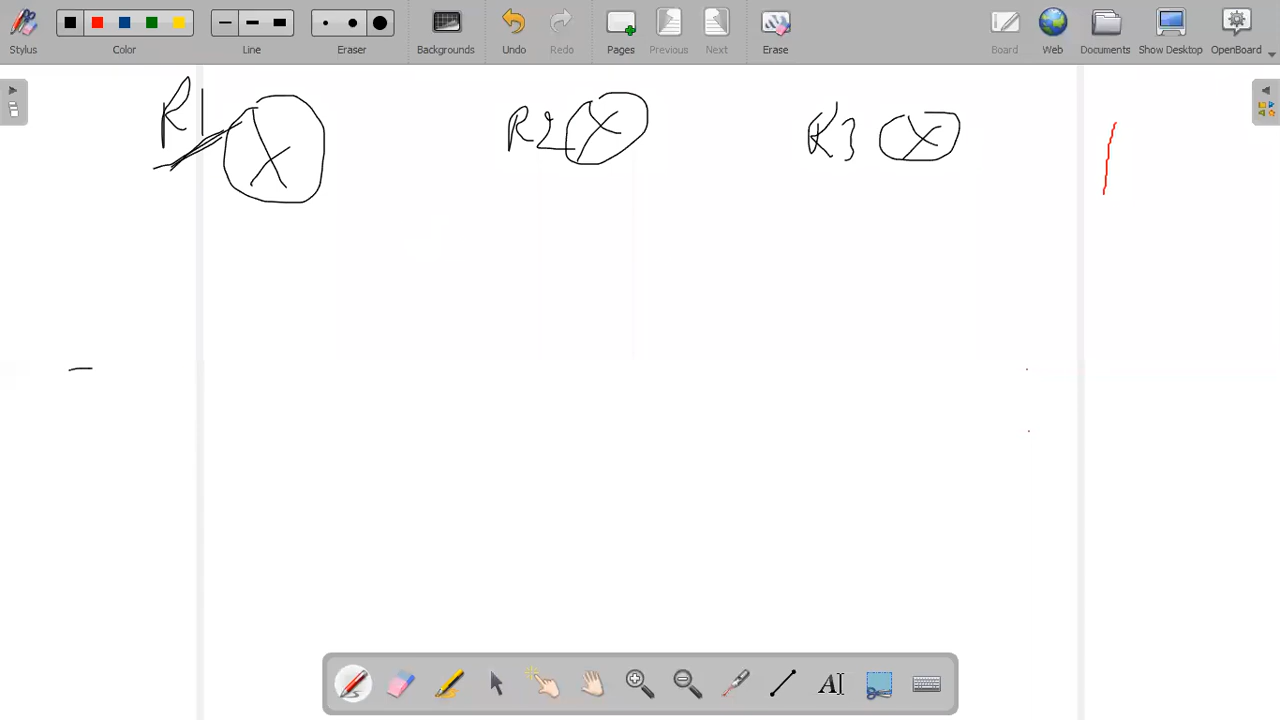 Stylus Color Line Eraser Backgrounds Undo Redo Pages Previous Next Erase Board Web Documents Show Desktop OpenBoard
R1 X R2 X R3 X
AI